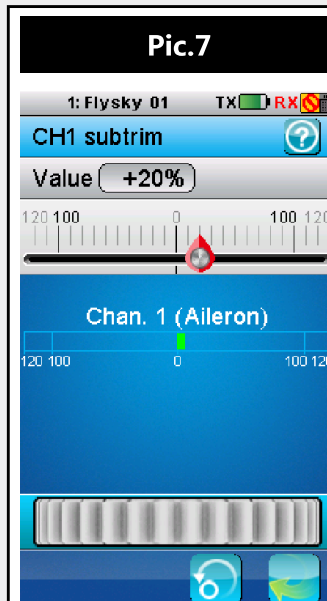 Pic.7
1: Flysky 01 TX RX
CH1 subtrim ?
Value +20%
120 100 0 100 120
Chan. 1 (Aileron)
120 100 0 100 12